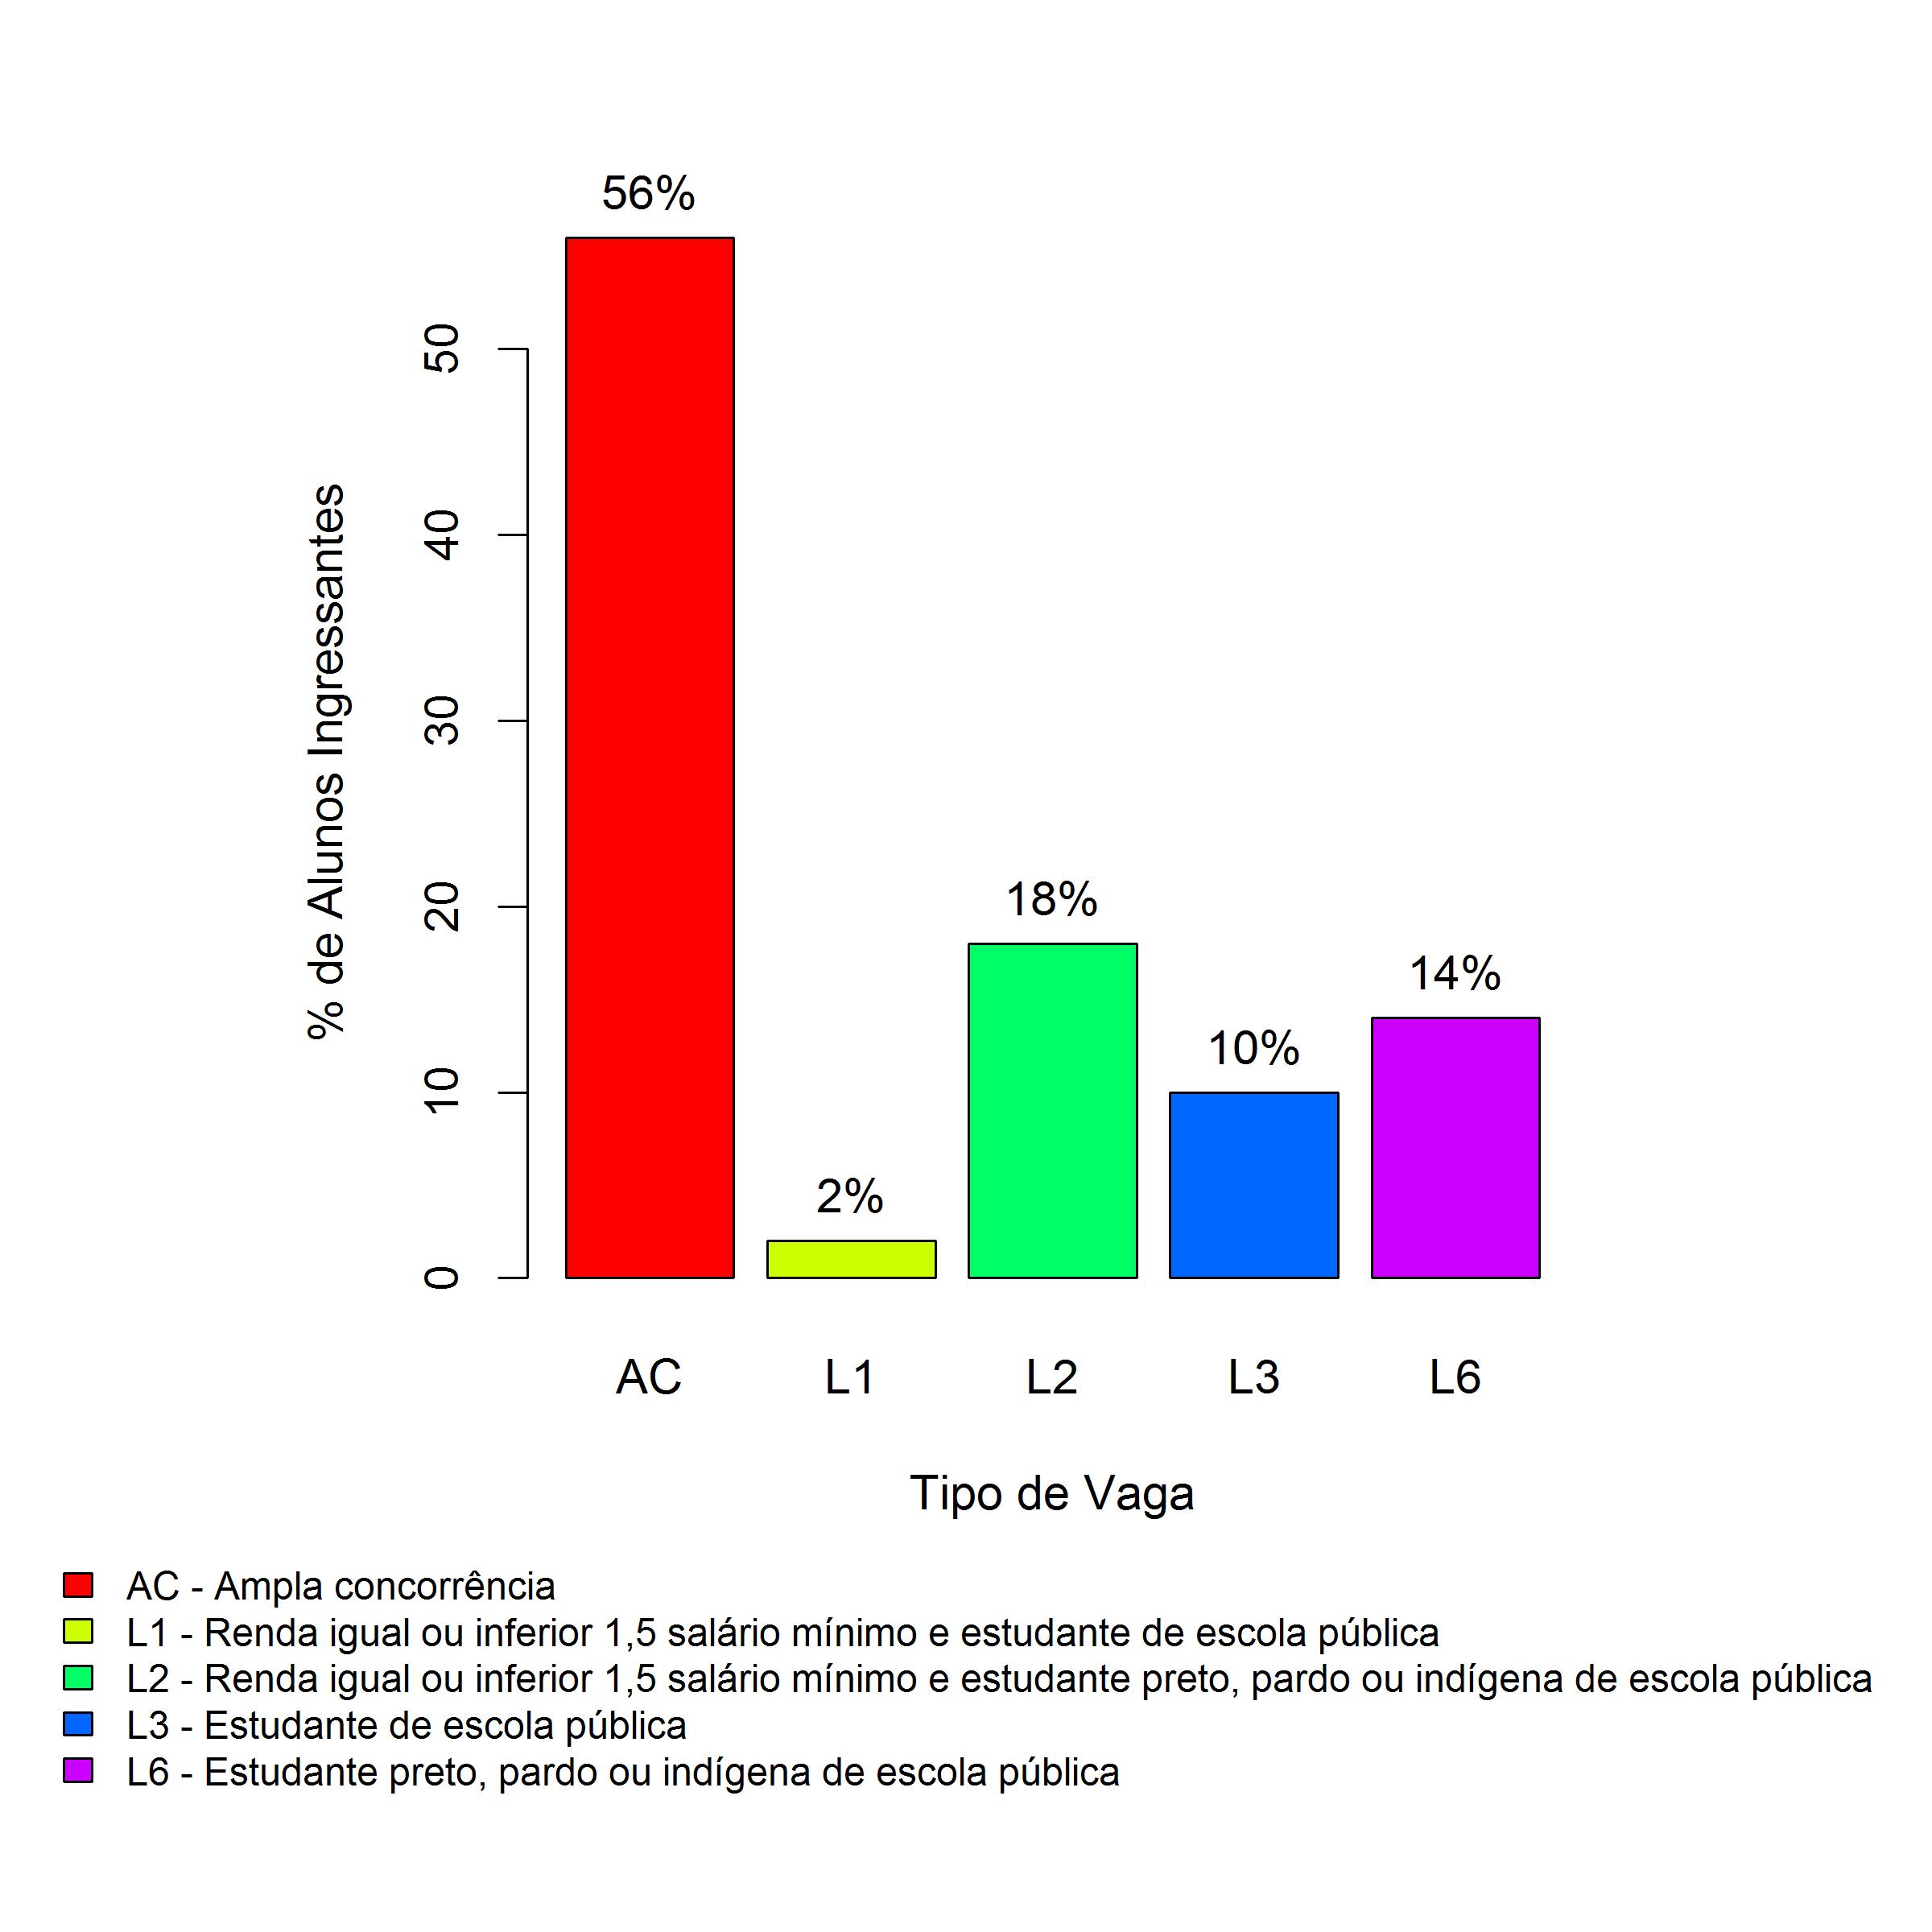 56%
50
40
30
20
10
0
% de Alunos Ingressantes
18%
14%
10%
2%
AC L1 L2 L3 L6
Tipo de Vaga
AC - Ampla concorrência
L1 - Renda igual ou inferior 1,5 salário mínimo e estudante de escola pública
L2 - Renda igual ou inferior 1,5 salário mínimo e estudante preto, pardo ou indígena de escola pública
L3 - Estudante de escola pública
L6 - Estudante preto, pardo ou indígena de escola pública